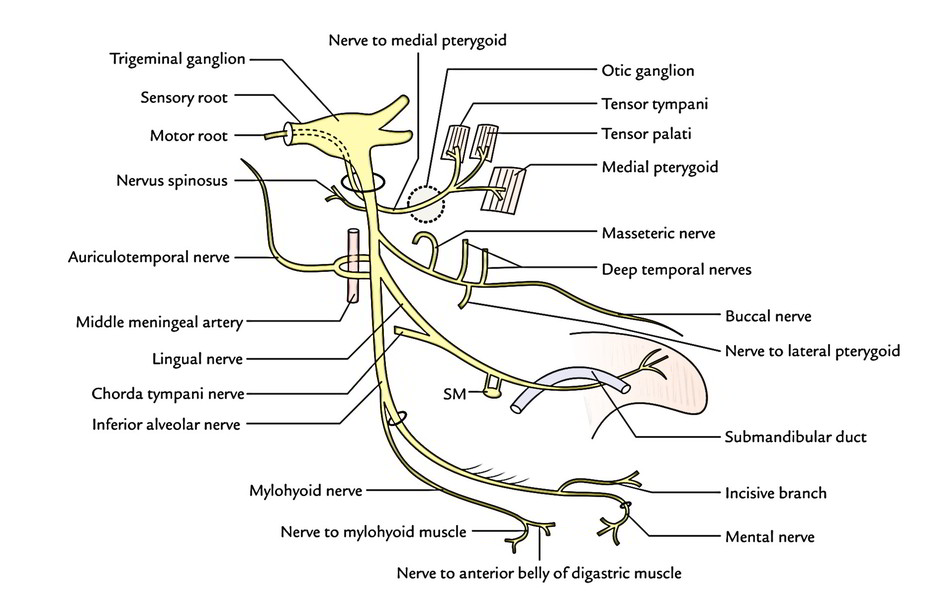 Nerve to medial pterygoid
Trigeminal ganglion
Otic ganglion
Sensory root
Tensor tympani
Motor root
Tensor palati
Medial pterygoid
Nervus spinosus
Masseteric nerve
Auriculotemporal nerve
Deep temporal nerves
Middle meningeal artery
Buccal nerve
Lingual nerve
Nerve to lateral pterygoid
Chorda tympani nerve
SM
Inferior alveolar nerve
Submandibular duct
Mylohyoid nerve
Incisive branch
Nerve to mylohyoid muscle
Mental nerve
Nerve to anterior belly of digastric muscle